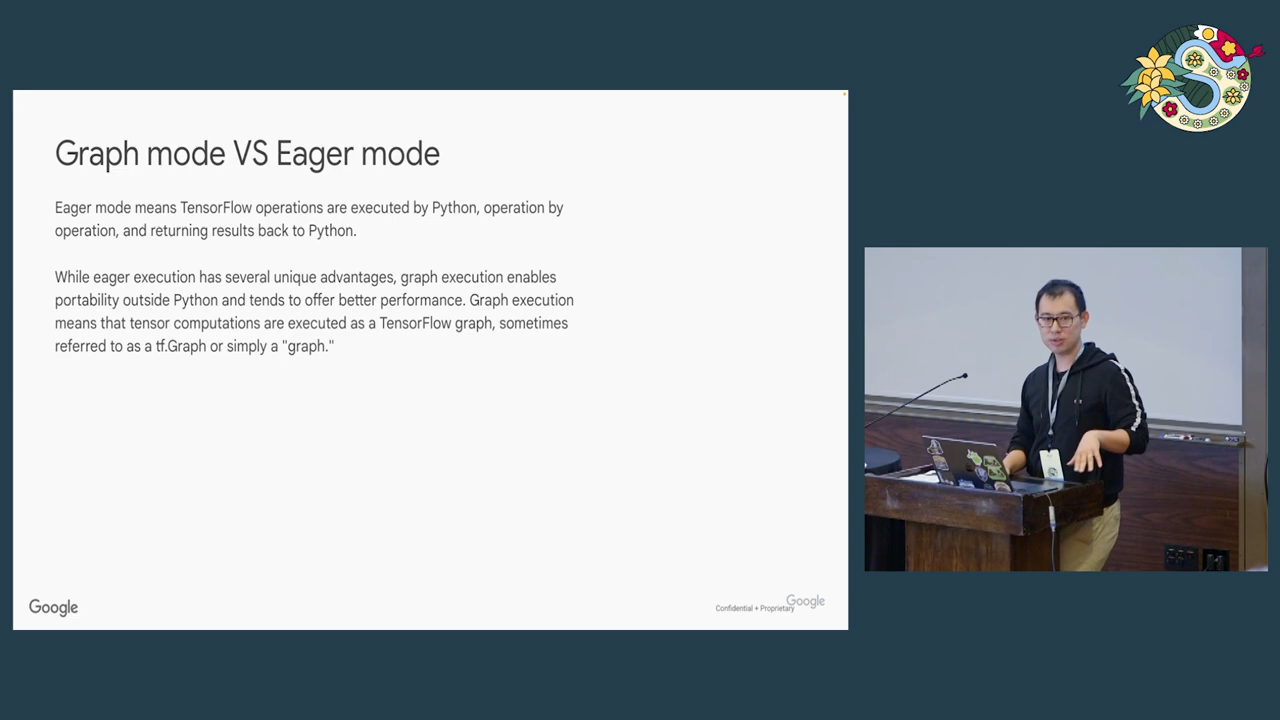 Graph mode VS Eager mode
Eager mode means TensorFlow operations are executed by Python, operation by
operation, and returning results back to Python.
While eager execution has several unique advantages, graph execution enables
portability outside Python and tends to offer better performance. Graph execution
means that tensor computations are executed as a TensorFlow graph, sometimes
referred to as a tf.Graph or simply a "graph."
Google
Confidential + Proprietary
Google